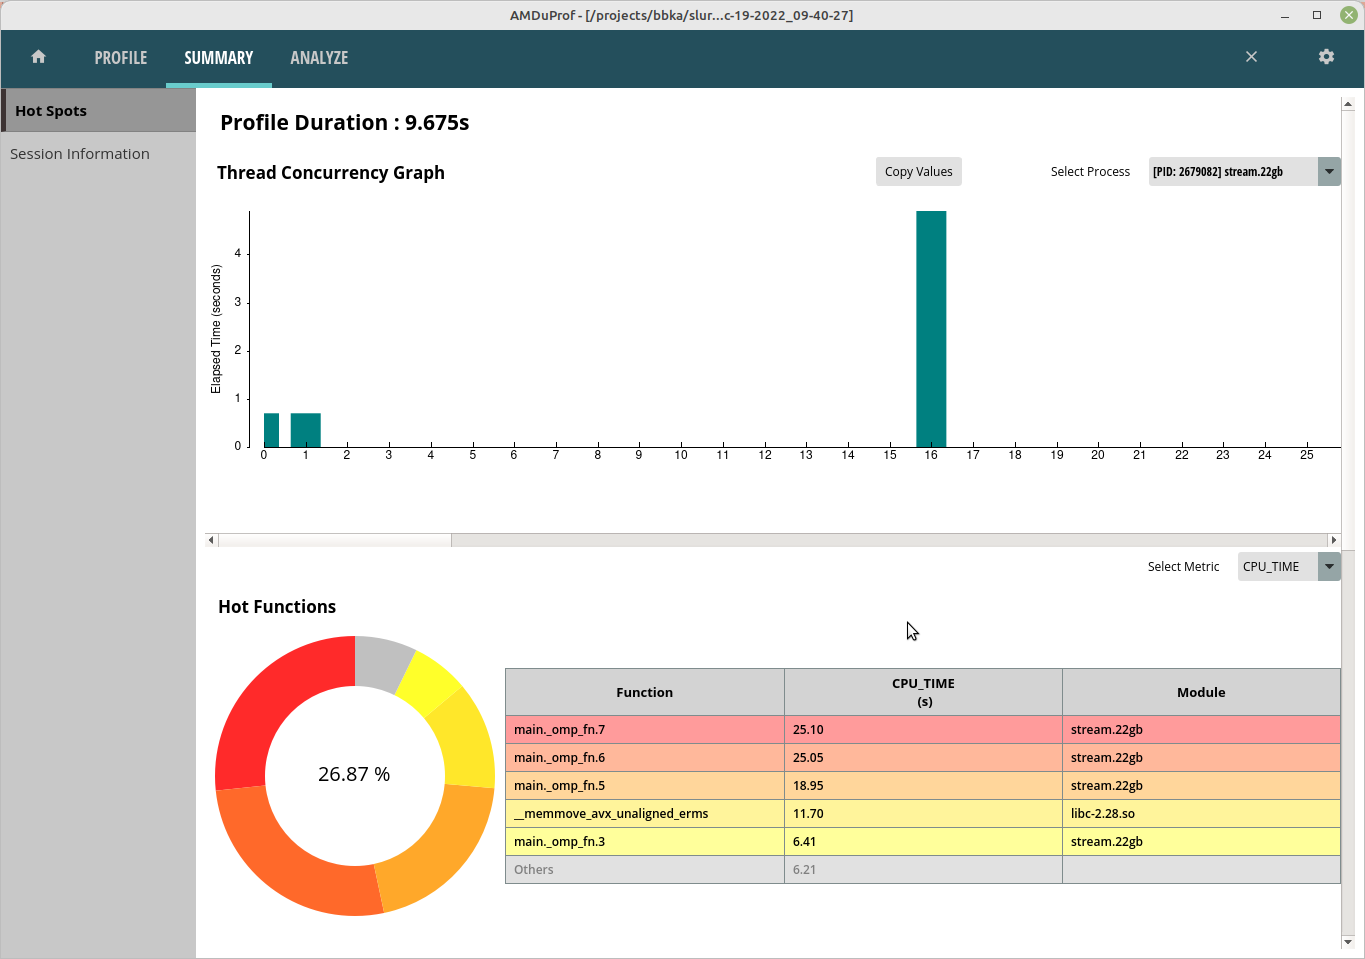 AMDuProf - [/projects/bbka/slur...c-19-2022_09-40-27]
PROFILE SUMMARY ANALYZE
Hot Spots
Session Information
Profile Duration : 9.675s
Thread Concurrency Graph
Copy Values
Select Process
[PID: 2679082] stream.22gb
Elapsed Time (seconds)
4
3
2
1
0
0 1 2 3 4 5 6 7 8 9 10 11 12 13 14 15 16 17 18 19 20 21 22 23 24 25
Select Metric
CPU_TIME
Hot Functions
26.87 %
Function CPU_TIME (s) Module
main._omp_fn.7 25.10 stream.22gb
main._omp_fn.6 25.05 stream.22gb
main._omp_fn.5 18.95 stream.22gb
__memmove_avx_unaligned_erms 11.70 libc-2.28.so
main._omp_fn.3 6.41 stream.22gb
Others 6.21